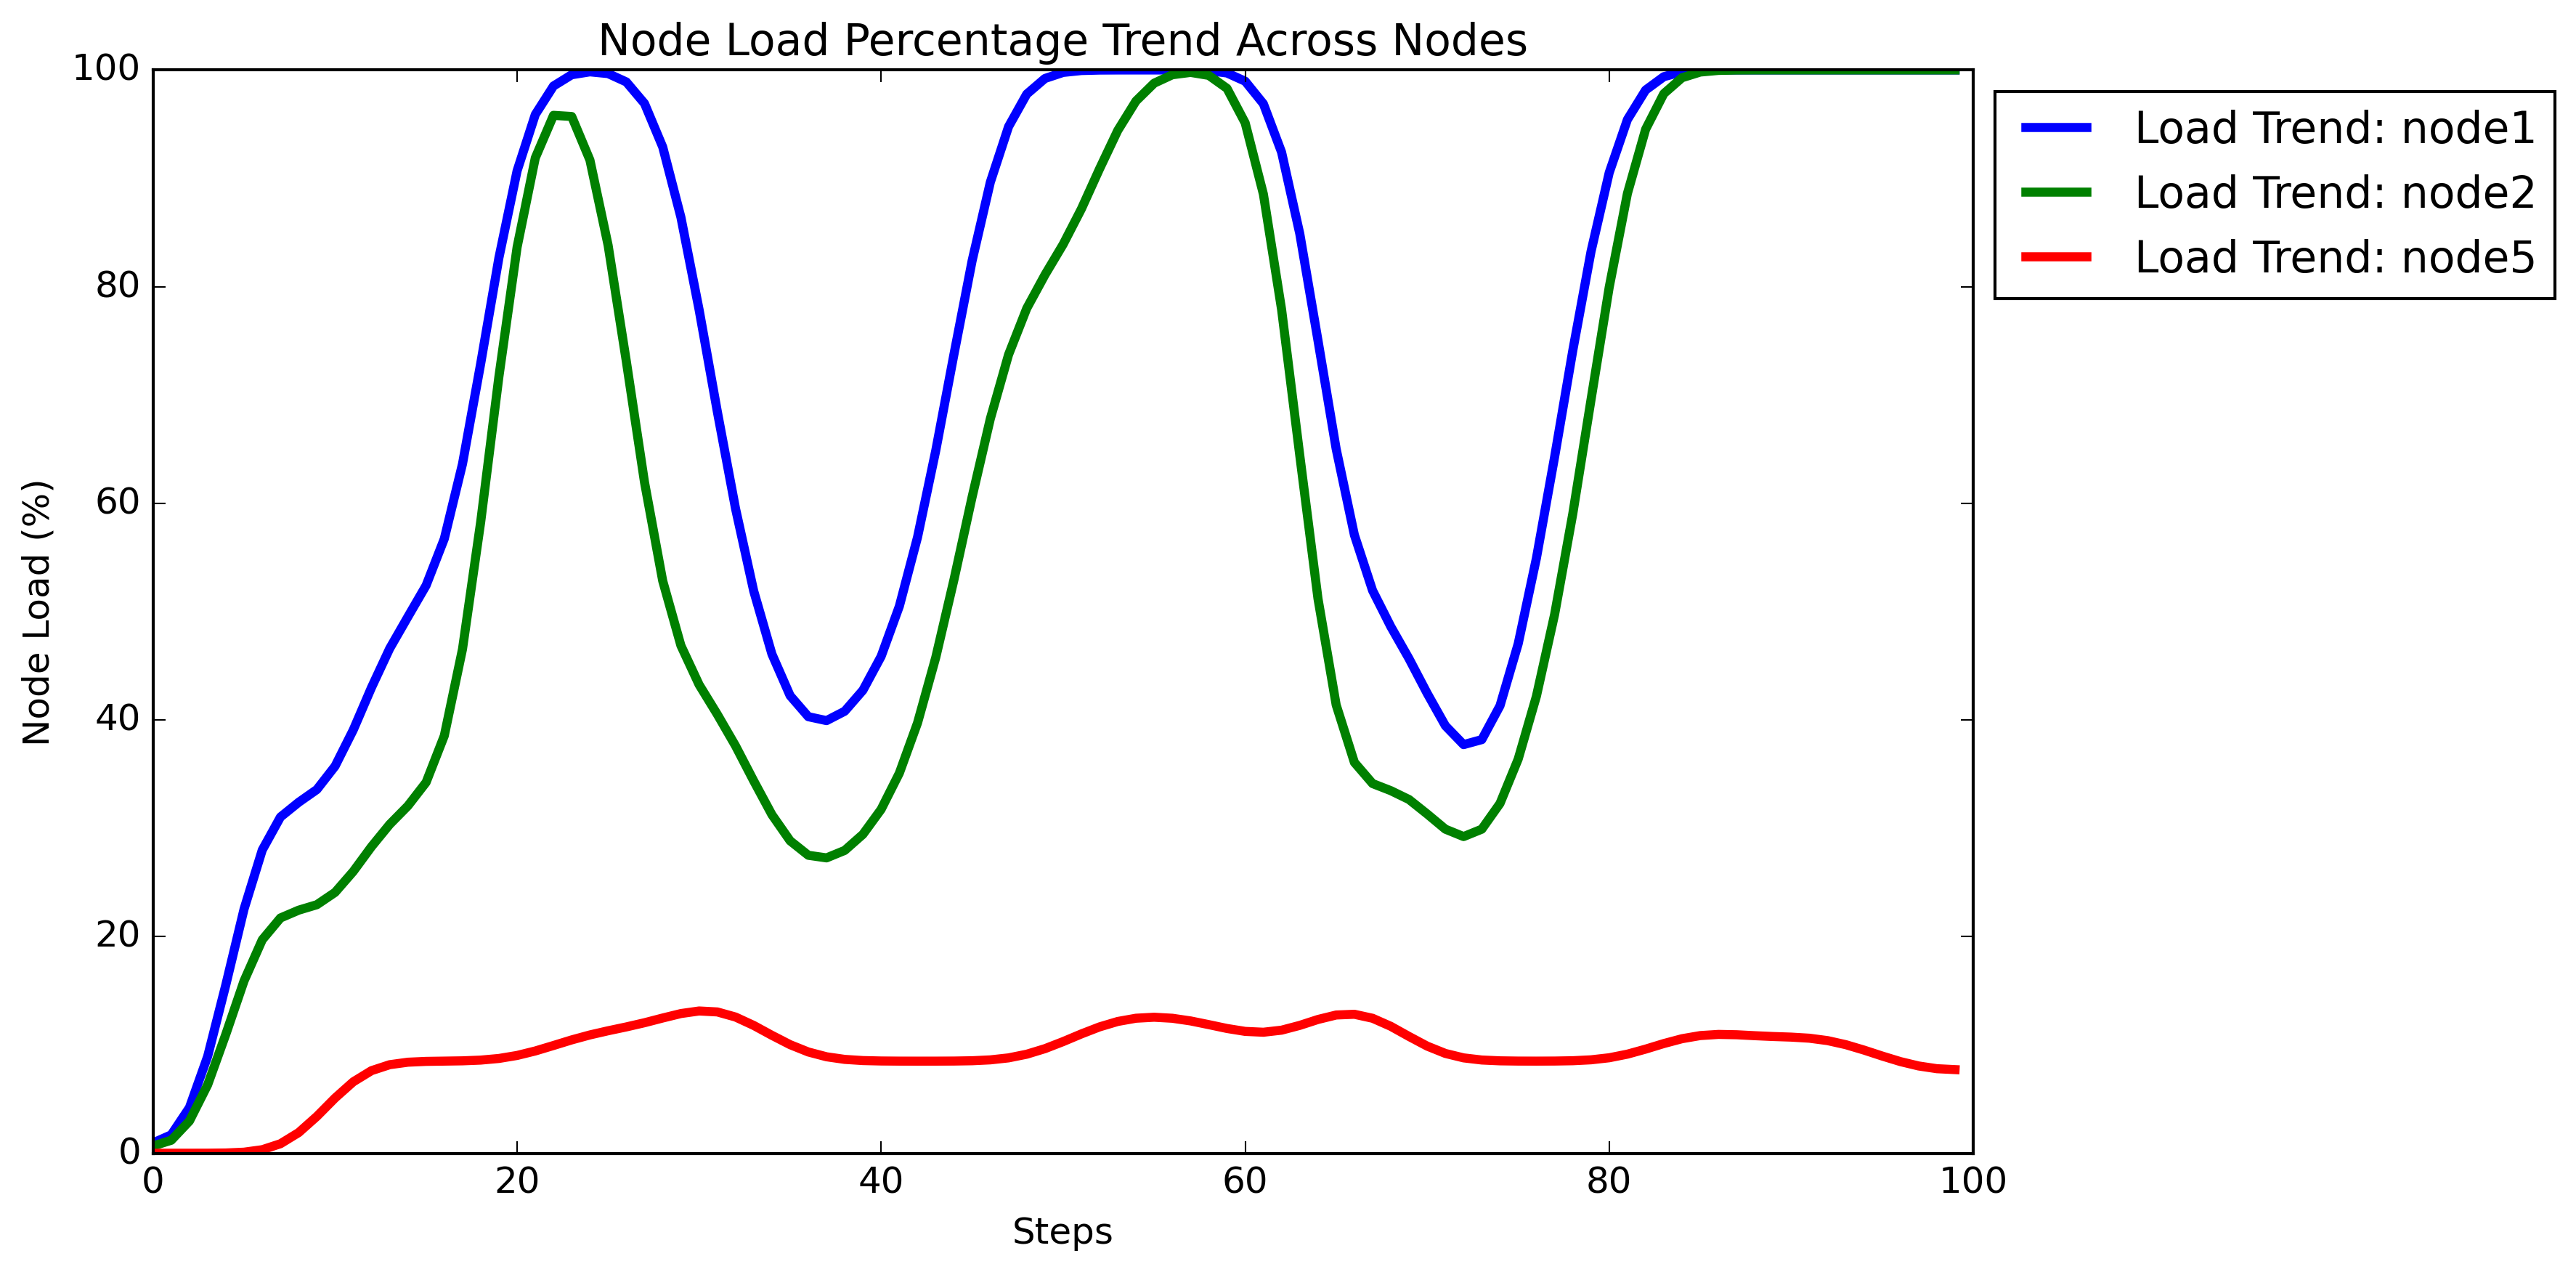 Node Load Percentage Trend Across Nodes
100
80
60
40
20
0
Node Load (%)
0 20 40 60 80 100
Steps
Load Trend: node1
Load Trend: node2
Load Trend: node5